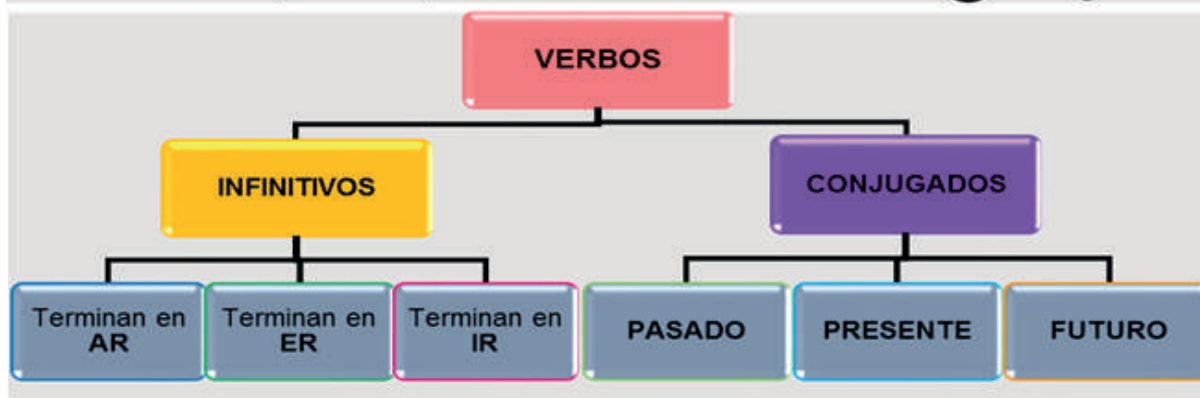 VERBOS
INFINITIVOS
CONJUGADOS
Terminan en
AR
Terminan en
ER
Terminan en
IR
PASADO
PRESENTE
FUTURO